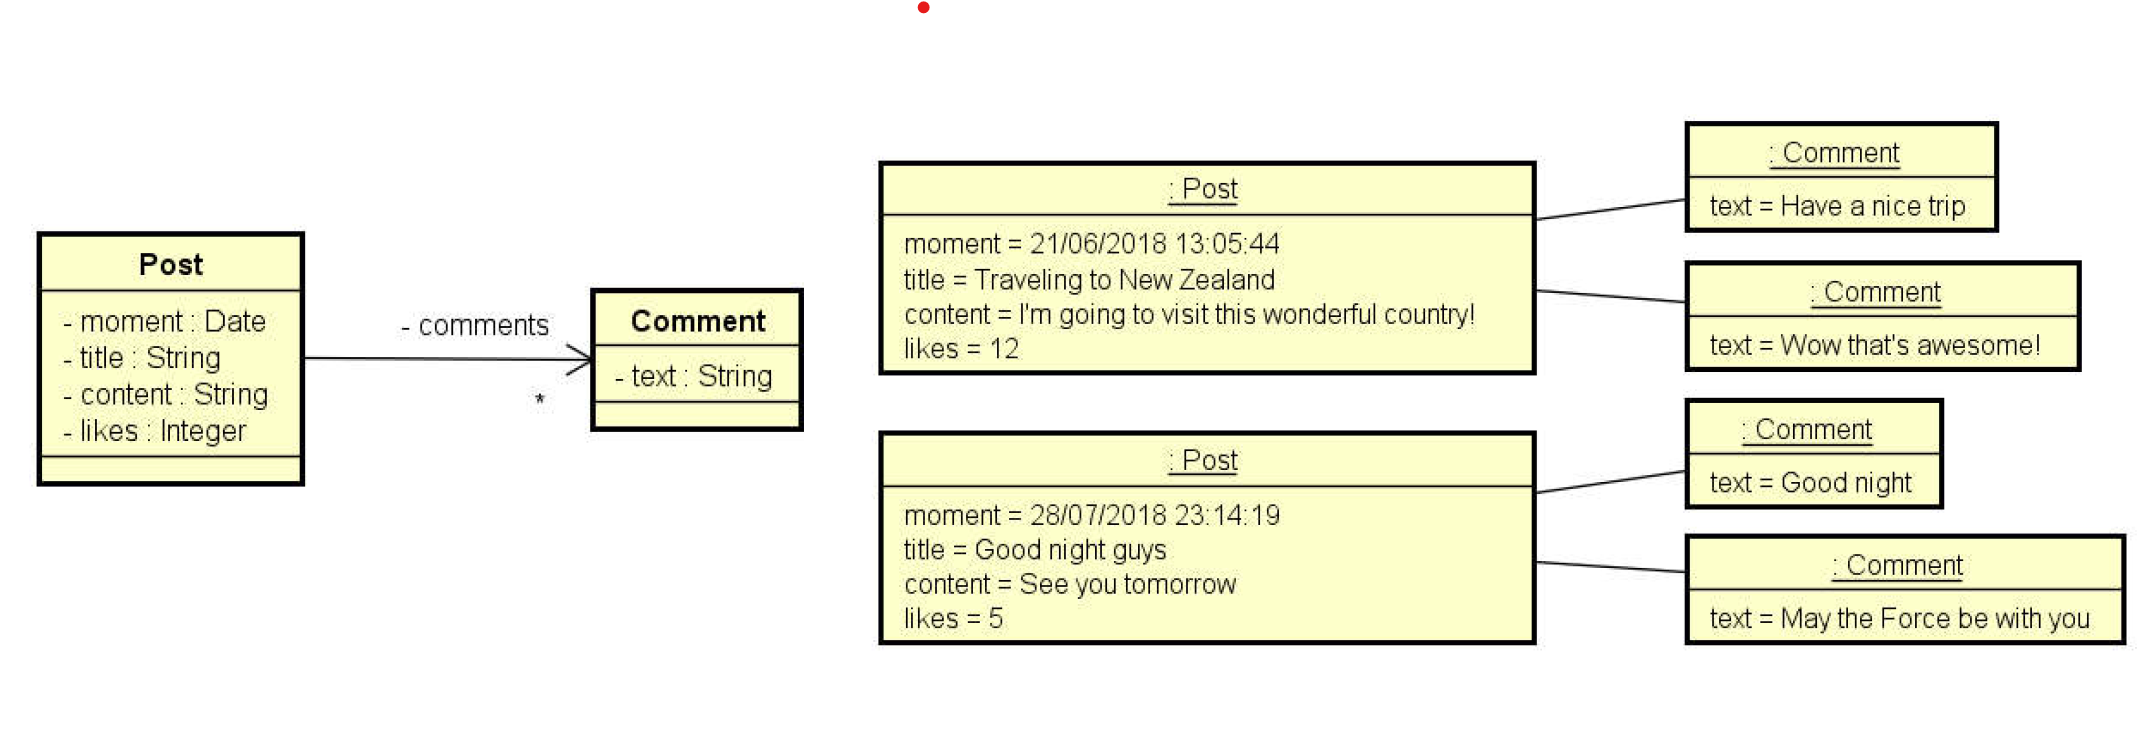 Post
- moment : Date
- title : String
- content : String
- likes : Integer
- comments
*
Comment
- text : String
: Post
moment = 21/06/2018 13:05:44
title = Traveling to New Zealand
content = I'm going to visit this wonderful country!
likes = 12
: Comment
text = Have a nice trip
: Comment
text = Wow that's awesome!
: Post
moment = 28/07/2018 23:14:19
title = Good night guys
content = See you tomorrow
likes = 5
: Comment
text = Good night
: Comment
text = May the Force be with you